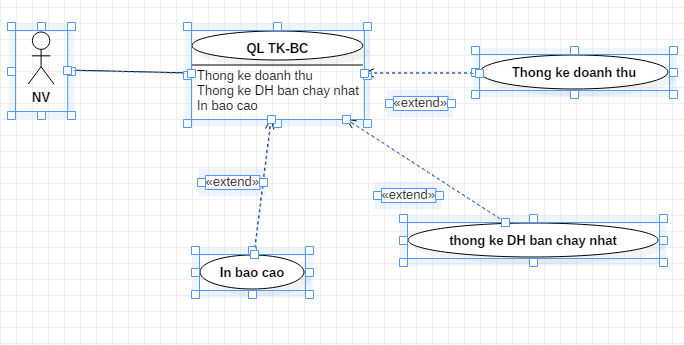 QL TK-BC
Thong ke doanh thu
Thong ke DH ban chay nhat
In bao cao
NV
Thong ke doanh thu
«extend»
«extend»
«extend»
thong ke DH ban chay nhat
In bao cao